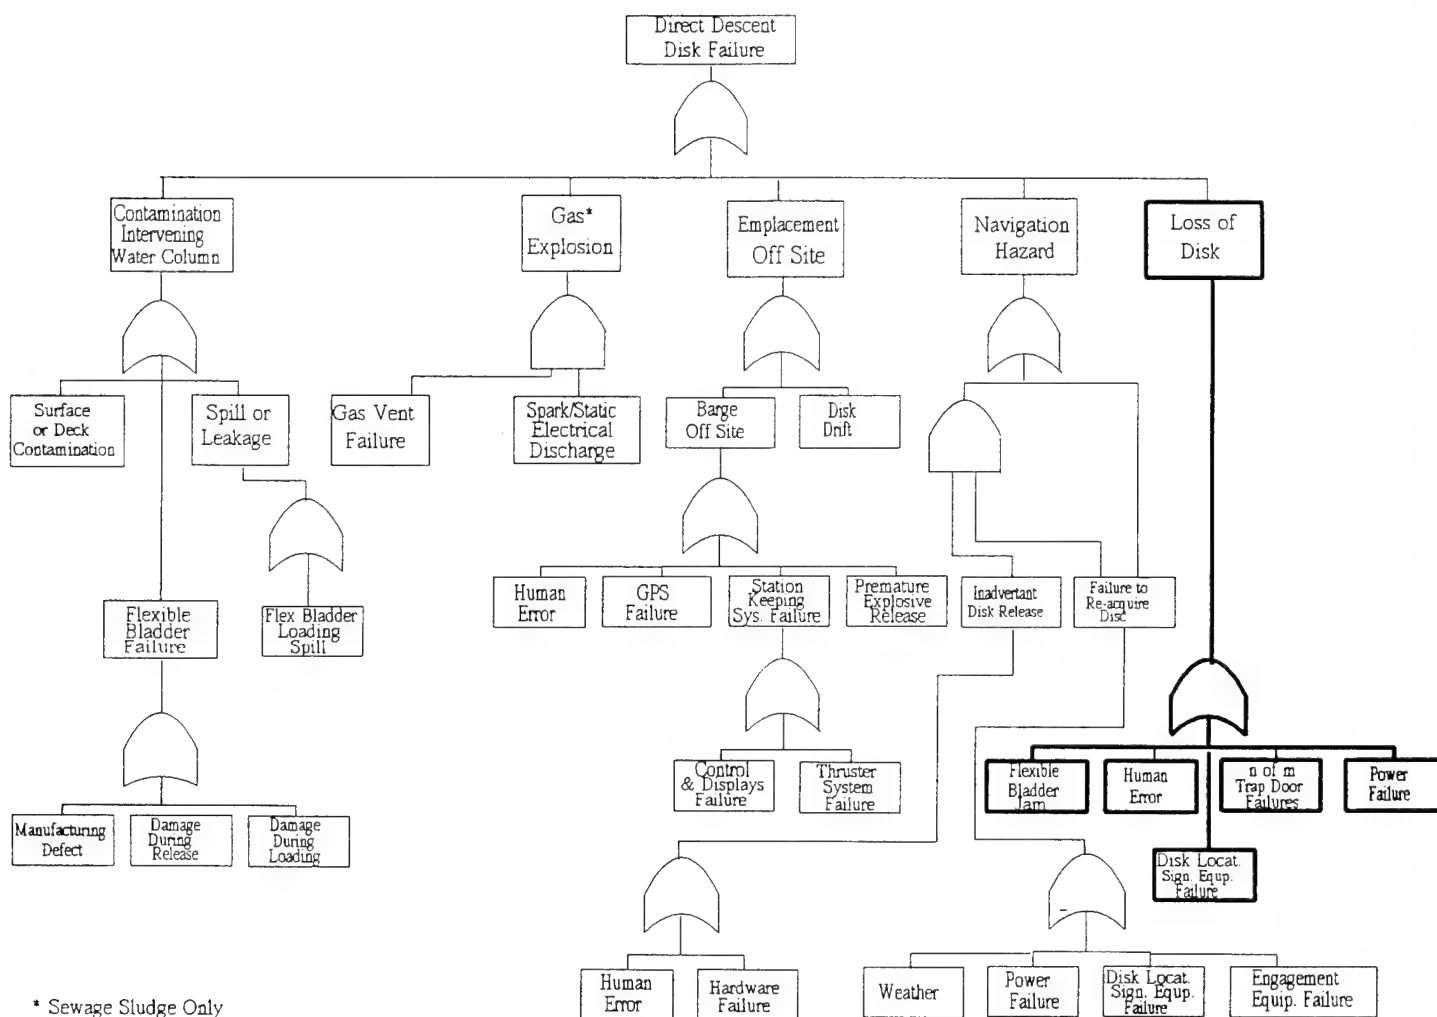 Direct Descent
Disk Failure
Contamination
Intervening
Water Column
Gas*
Explosion
Emplacement
Off Site
Navigation
Hazard
Loss of
Disk
Surface
or Deck
Contamination
Spill or
Leakage
Gas Vent
Failure
Spark/Static
Electrical
Discharge
Barge
Off Site
Disk
Drift
Flexible
Bladder
Failure
Flex Bladder
Loading
Spill
Human
Error
GPS
Failure
Station
Keeping
Sys. Failure
Premature
Explosive
Release
Inadvertant
Disk Release
Failure to
Re-acquire
Disc
Control
& Displays
Failure
Thruster
System
Failure
Flexible
Bladder
Jam
Human
Error
n of m
Trap Door
Failures
Power
Failure
Manufacturing
Defect
Damage
During
Release
Damage
During
Loading
Disk Locat.
Sign. Equp.
Failure
Human
Error
Hardware
Failure
Weather
Power
Failure
Disk Locat.
Sign. Equp.
Failure
Engagement
Equip. Failure
* Sewage Sludge Only